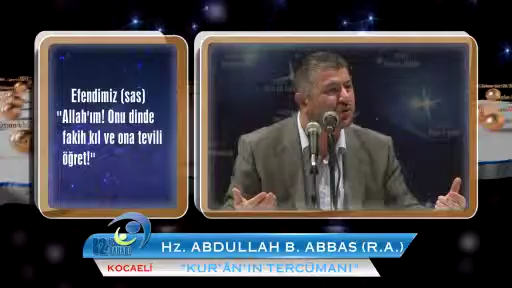 Efendimiz (sas)
"Allah'ım! Onu dinde
fakih kıl ve ona tevili
öğret!"
Hz. ABDULLAH B. ABBAS (R.A.)
KOCAELİ
"KUR'ÂN'IN TERCÜMANI"